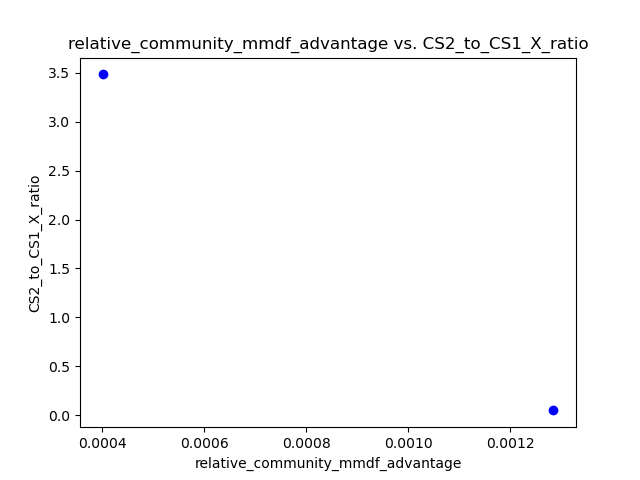 relative_community_mmdf_advantage vs. CS2_to_CS1_X_ratio
3.5
3.0
2.5
2.0
1.5
1.0
0.5
0.0
CS2_to_CS1_X_ratio
0.0004 0.0006 0.0008 0.0010 0.0012
relative_community_mmdf_advantage